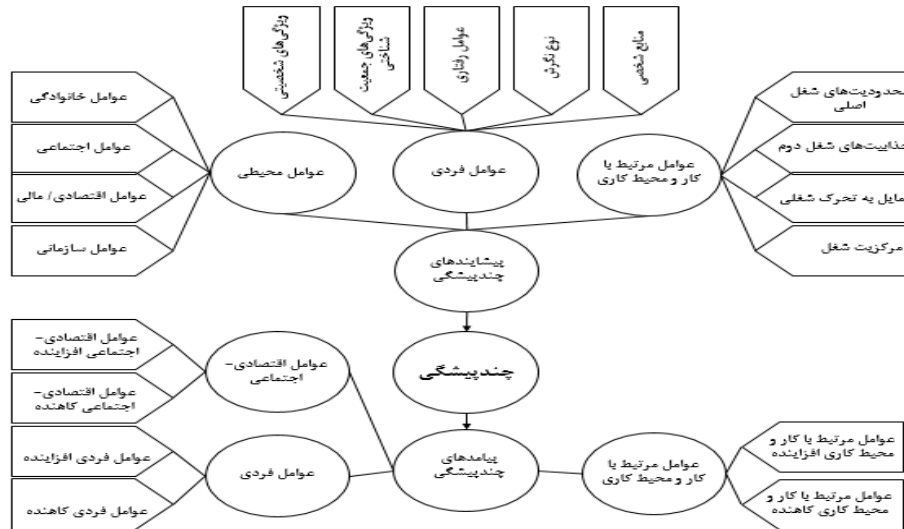 ویژگی‌های شخصیتی
ویژگی‌های جمعیت
شناختی
عوامل رفتاری
نوع نگرش
منابع شخصی
عوامل خانوادگی
عوامل اجتماعی
عوامل اقتصادی/ مالی
عوامل سازمانی
عوامل محیطی
عوامل فردی
عوامل مرتبط با
کار و محیط کاری
محدودیت‌های شغل
اصلی
جذابیت‌های شغل دوم
تمایل به تحرک شغلی
مرکزیت شغل
پیشایندهای
چندپیشگی
چندپیشگی
پیامدهای
چندپیشگی
عوامل اقتصادی-
اجتماعی
عوامل اقتصادی-
اجتماعی افزاینده
عوامل اقتصادی-
اجتماعی کاهنده
عوامل فردی
عوامل فردی افزاینده
عوامل فردی کاهنده
عوامل مرتبط با
کار و محیط کاری
عوامل مرتبط با کار و
محیط کاری افزاینده
عوامل مرتبط با کار و
محیط کاری کاهنده